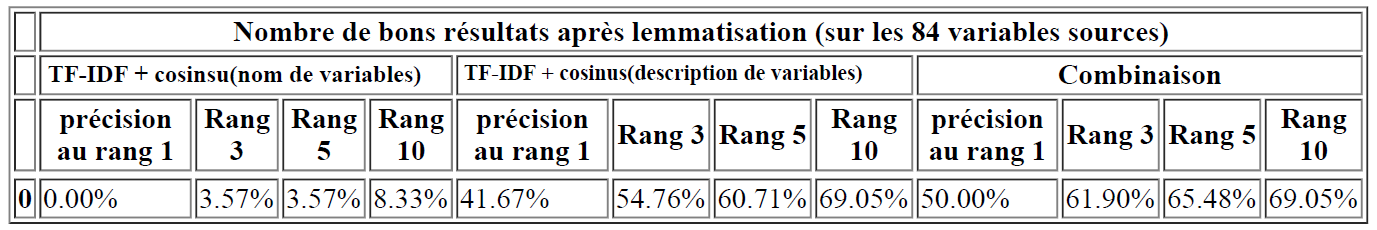 Nombre de bons résultats après lemmatisation (sur les 84 variables sources)
TF-IDF + cosinsu(nom de variables) TF-IDF + cosinus(description de variables) Combinaison
précision au rang 1 Rang 3 Rang 5 Rang 10 précision au rang 1 Rang 3 Rang 5 Rang 10 précision au rang 1 Rang 3 Rang 5 Rang 10
0 0.00% 3.57% 3.57% 8.33% 41.67% 54.76% 60.71% 69.05% 50.00% 61.90% 65.48% 69.05%